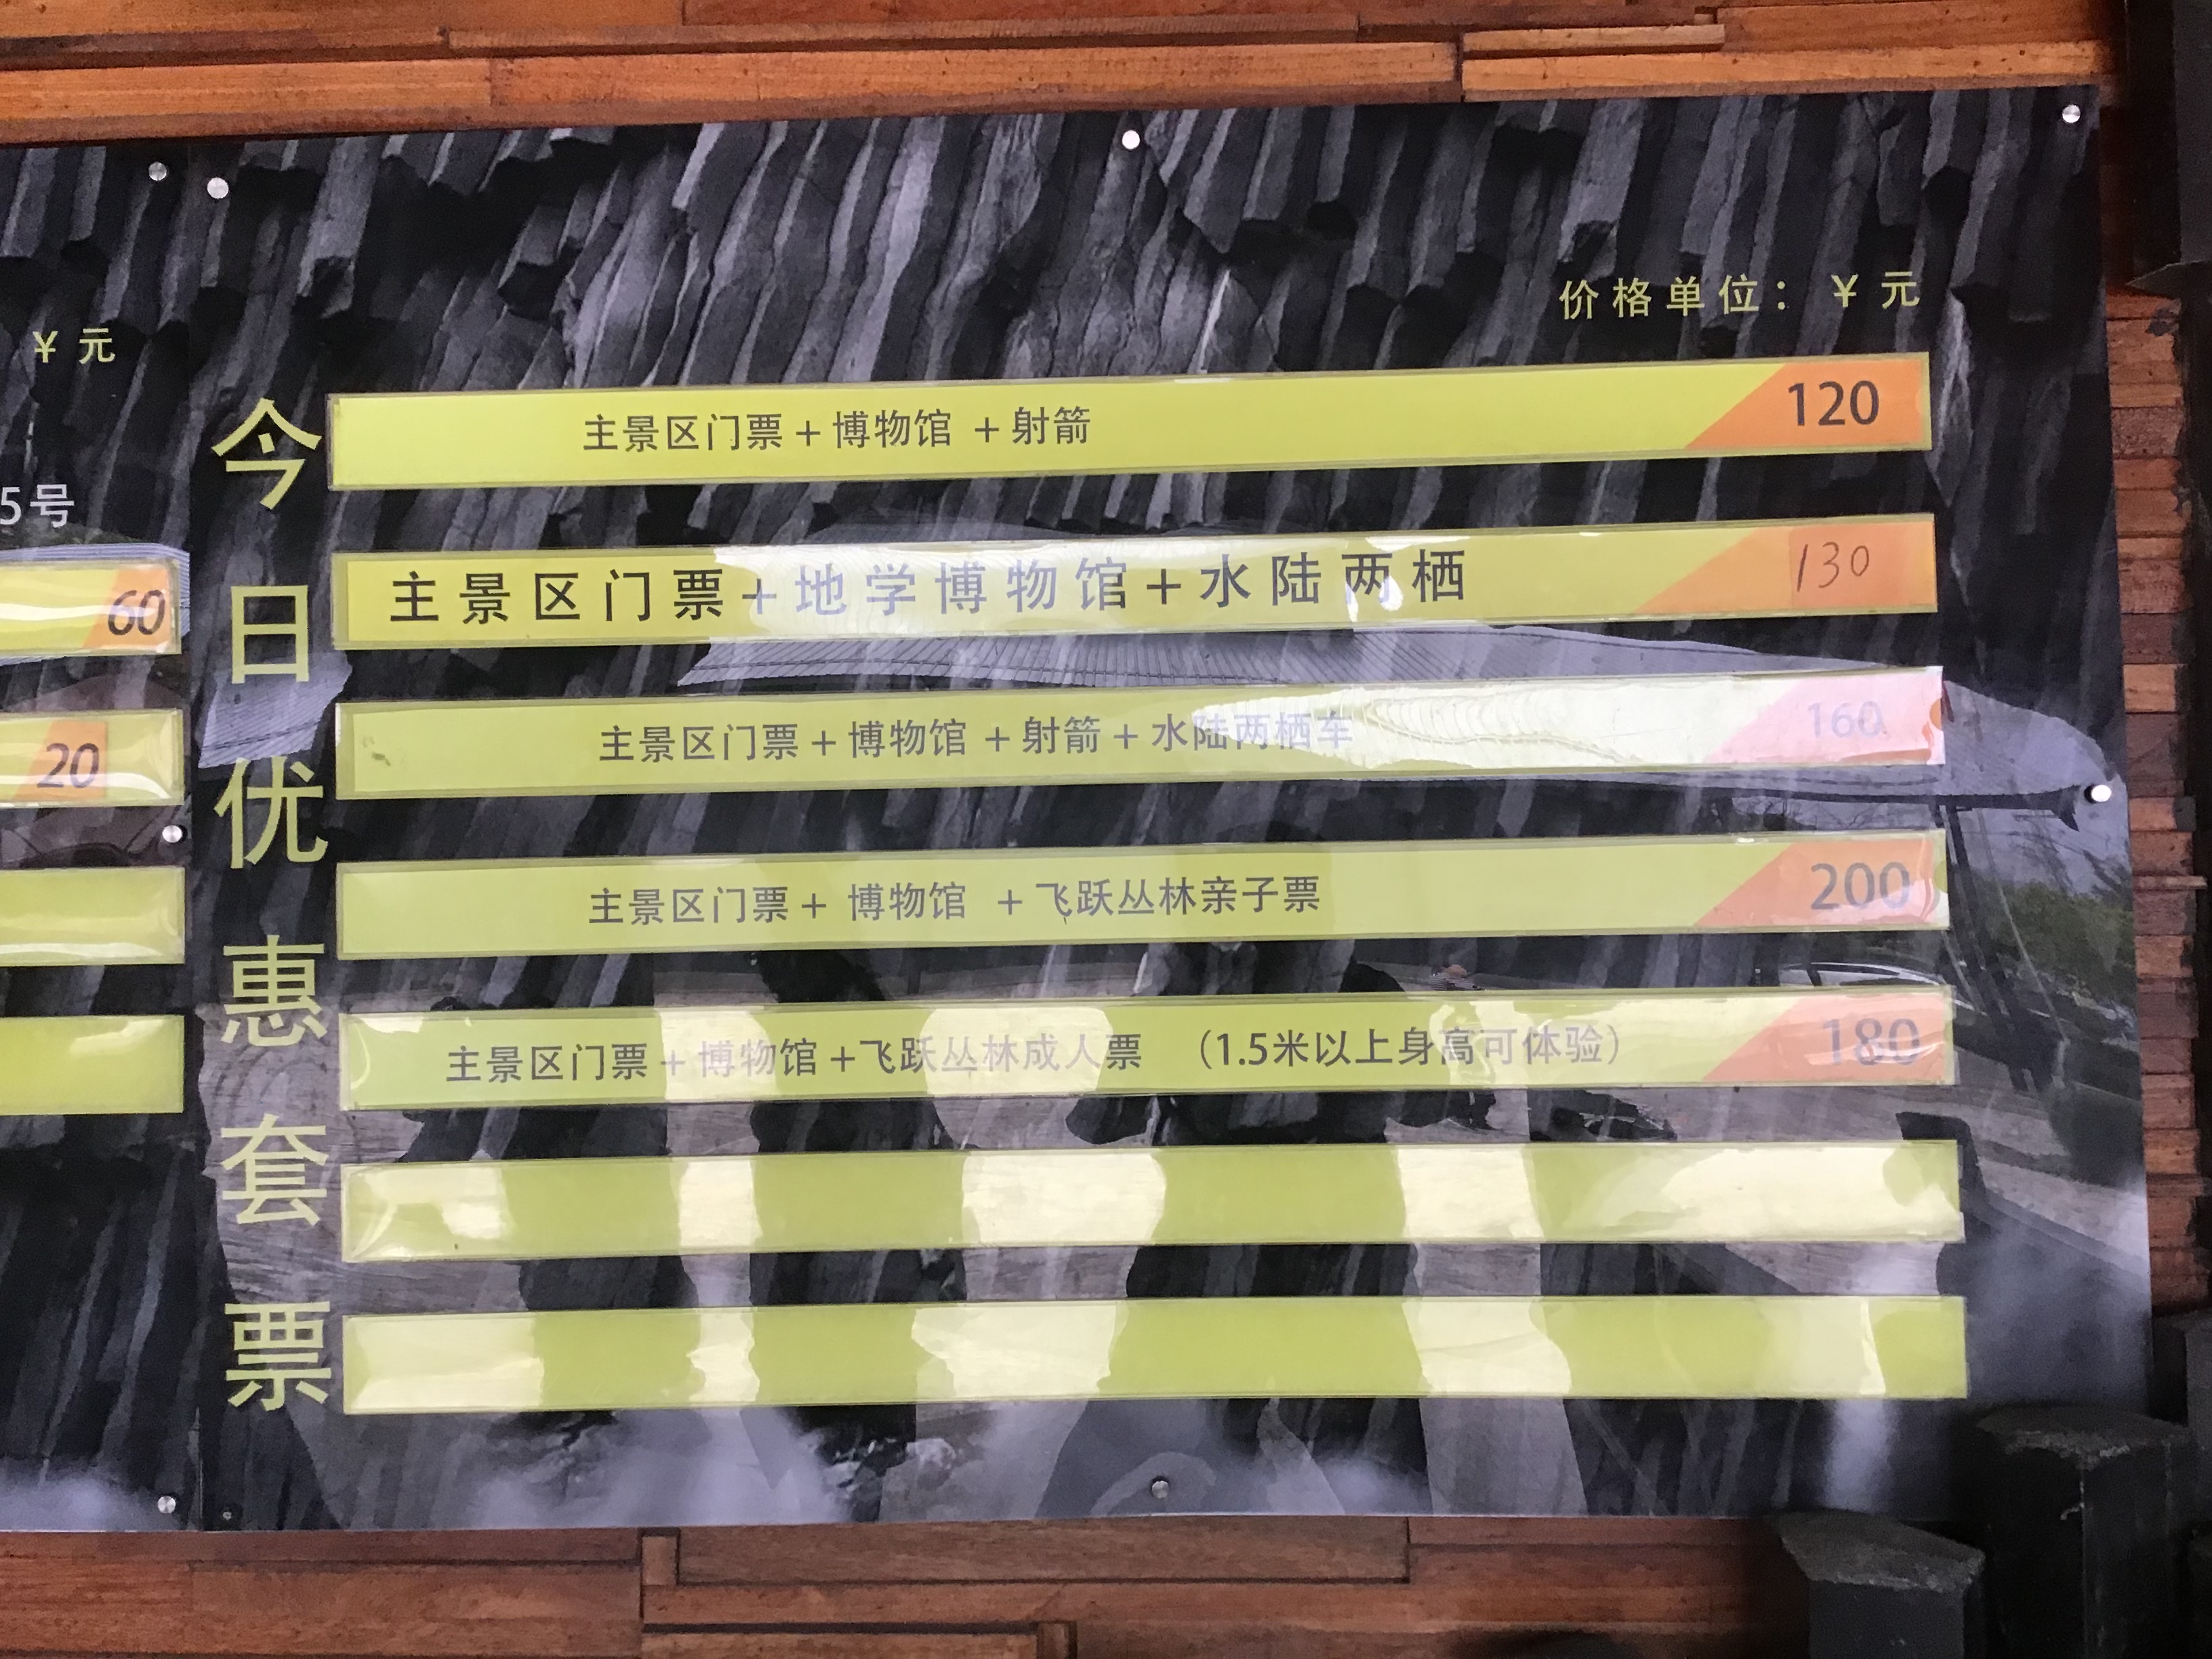 ¥ 元
5号
60
20
今日优惠套票
价格单位：¥ 元
主景区门票+博物馆 +射箭 120
主景区门票+地学博物馆+水陆两栖 130
主景区门票+博物馆 +射箭+水陆两栖车 160
主景区门票+ 博物馆 +飞跃丛林亲子票 200
主景区门票+博物馆+飞跃丛林成人票 （1.5米以上身高可体验） 180